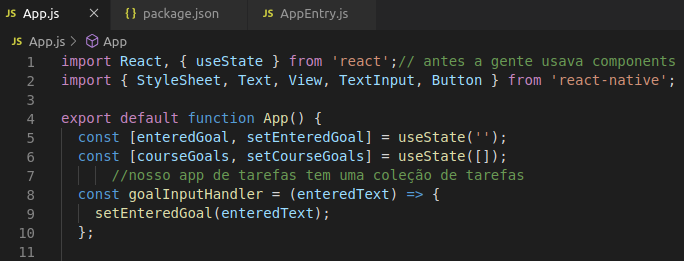 JS App.js × {} package.json JS AppEntry.js
JS App.js > App
1 import React, { useState } from 'react';// antes a gente usava components
2 import { StyleSheet, Text, View, TextInput, Button } from 'react-native';
3
4 export default function App() {
5 const [enteredGoal, setEnteredGoal] = useState('');
6 const [courseGoals, setCourseGoals] = useState([]);
7 //nosso app de tarefas tem uma coleção de tarefas
8 const goalInputHandler = (enteredText) => {
9 setEnteredGoal(enteredText);
10 };
11